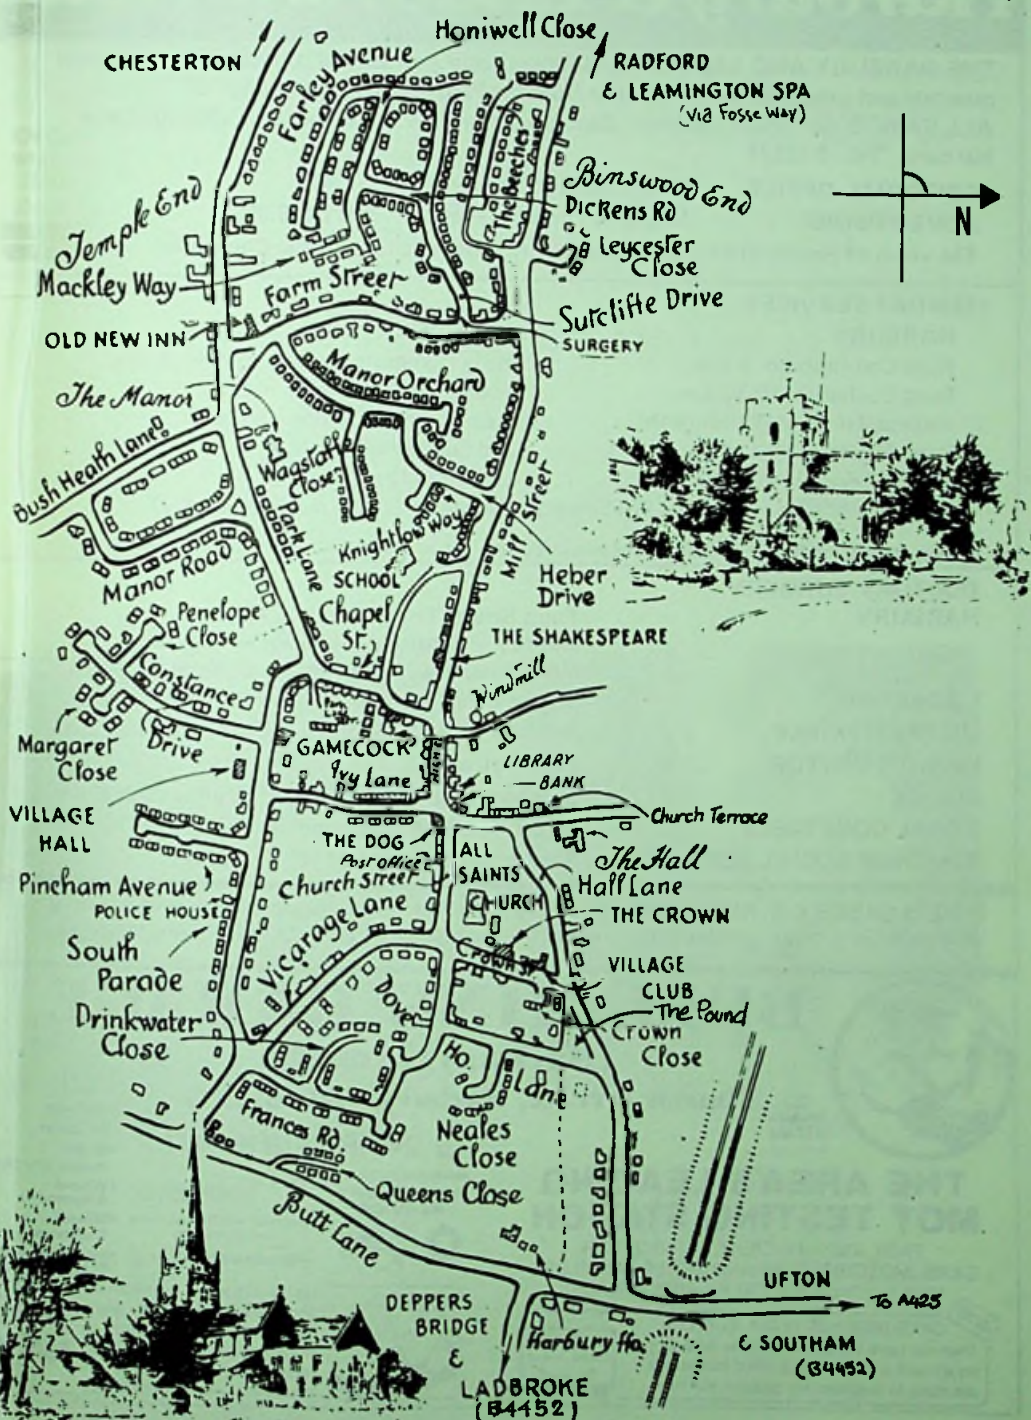 Honiwell Close
CHESTERTON
Farley Avenue
RADFORD
& LEAMINGTON SPA
(via Fosse Way)
The Beeches
Binswood End
Dickens Rd
N
Temple End
Leycester
Close
Mackley Way
Farm Street
Sutcliffe Drive
OLD NEW INN
SURGERY
Manor Orchard
The Manor
Bush Heath Lane
Wagstaff
Close
Park Lane
Knightlow Way
Mill Street
Manor Road
SCHOOL
Heber
Drive
Penelope
Close
Chapel
St.
THE SHAKESPEARE
Constance
Drive
Windmill
Margaret
Close
GAMECOCK
HIGH
Ivy Lane
LIBRARY
BANK
VILLAGE
HALL
Church Terrace
THE DOG
Post Office
ALL
SAINTS
CHURCH
The Hall
Pincham Avenue
Church Street
Hall Lane
POLICE HOUSE
THE CROWN
Vicarage Lane
South
Parade
Crown St
VILLAGE
CLUB
The Pound
Drinkwater
Close
Dove
Ho.
Lane
Crown
Close
Frances Rd.
Neales
Close
Queens Close
Butt Lane
UFTON
To A425
DEPPERS
BRIDGE
&
LADBROKE
(B4452)
Harbury Ho.
& SOUTHAM
(B4452)